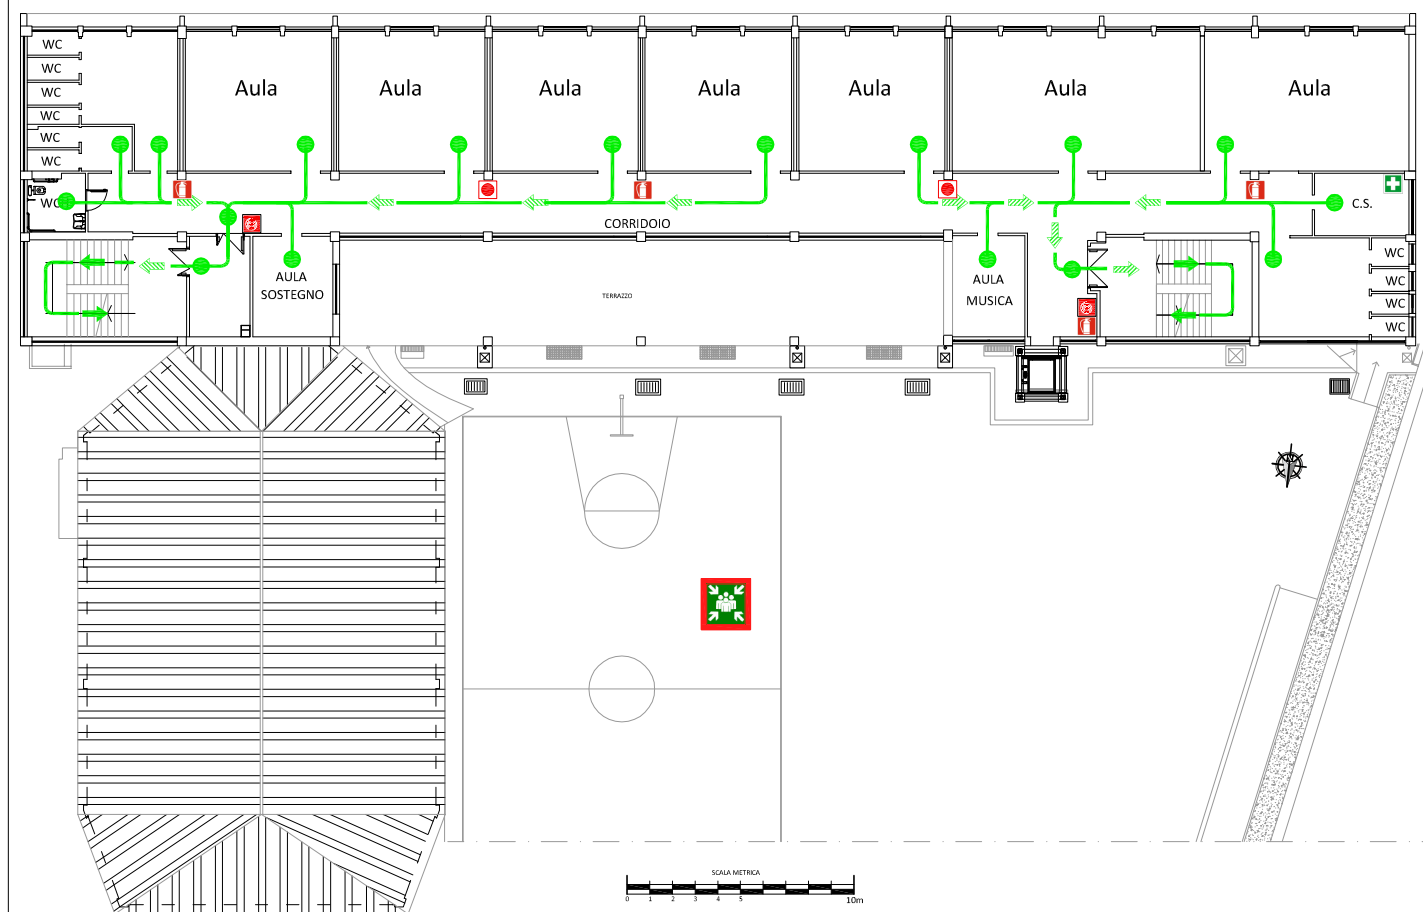 WC
WC
WC
WC
WC
WC
Aula
Aula
Aula
Aula
Aula
Aula
Aula
WC
C.S.
CORRIDOIO
AULA
SOSTEGNO
TERRAZZO
AULA
MUSICA
WC
WC
WC
WC
SCALA METRICA
0 1 2 3 4 5 10m